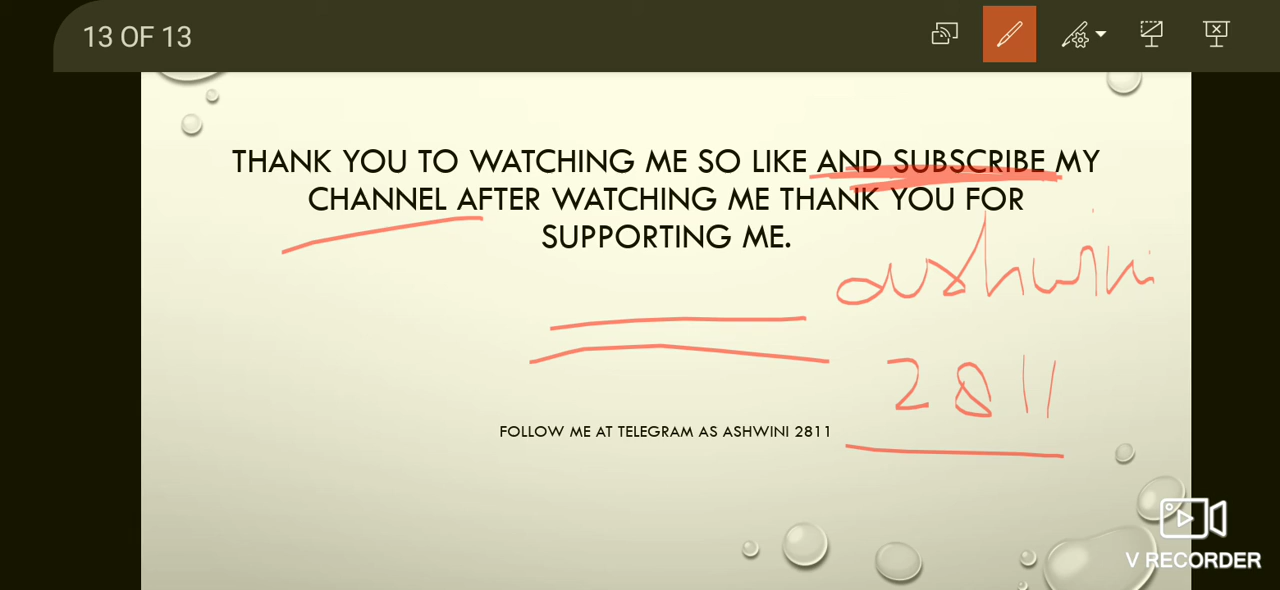 13 OF 13
THANK YOU TO WATCHING ME SO LIKE AND SUBSCRIBE MY
CHANNEL AFTER WATCHING ME THANK YOU FOR
SUPPORTING ME.
ashwini
2811
FOLLOW ME AT TELEGRAM AS ASHWINI 2811
V RECORDER